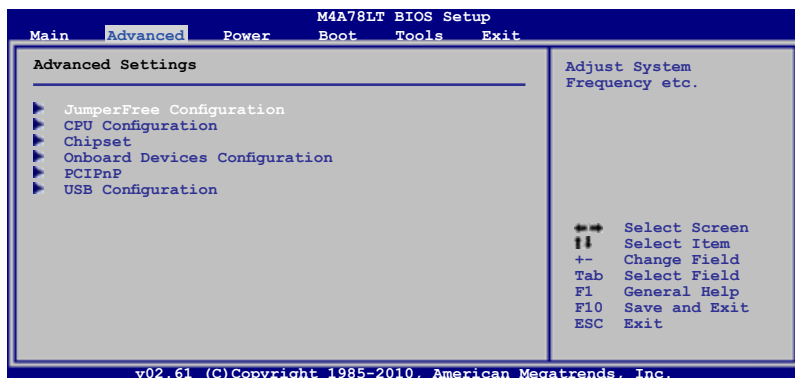 M4A78LT BIOS Setup
Main Advanced Power Boot Tools Exit
Advanced Settings
JumperFree Configuration
CPU Configuration
Chipset
Onboard Devices Configuration
PCIPnP
USB Configuration
Adjust System
Frequency etc.
Select Screen
Select Item
+- Change Field
Tab Select Field
F1 General Help
F10 Save and Exit
ESC Exit
v02.61 (C)Copyright 1985-2010, American Megatrends, Inc.